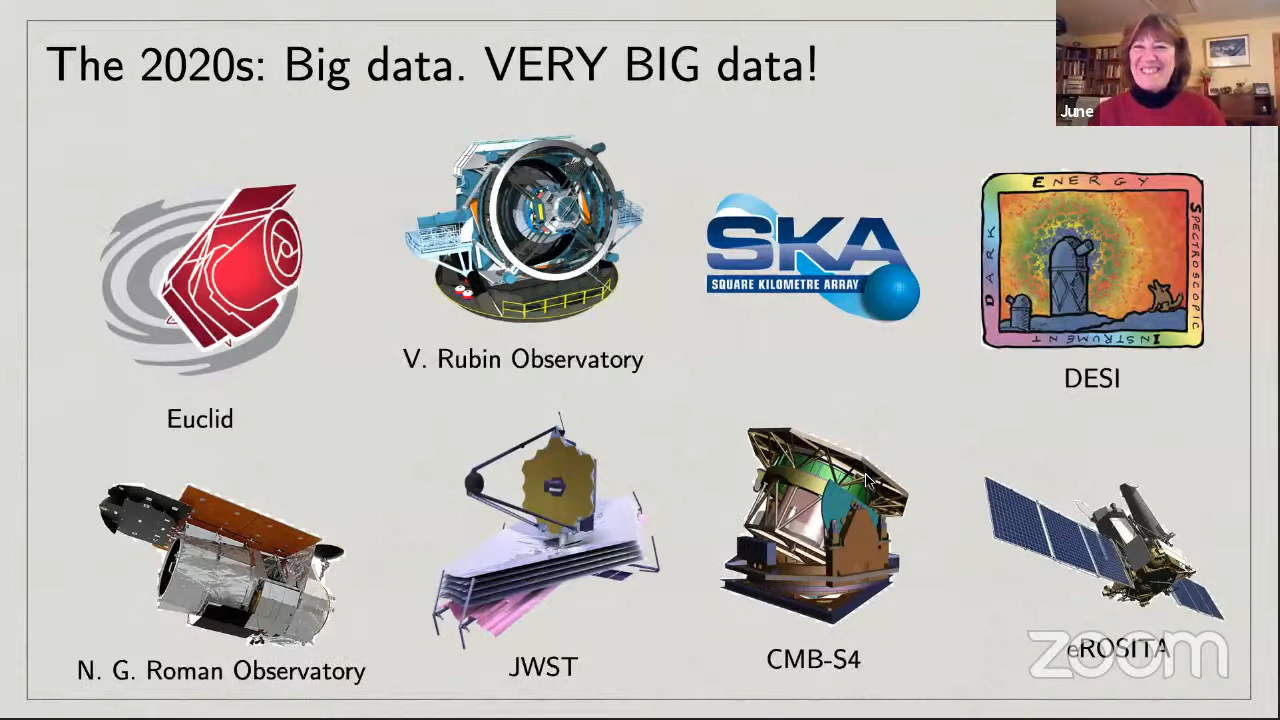 The 2020s: Big data. VERY BIG data!
June
SKA
SQUARE KILOMETRE ARRAY
ENERGY
DARK
SPECTROSCOPIC
INSTRUMENT
V. Rubin Observatory
DESI
Euclid
N. G. Roman Observatory
JWST
CMB-S4
eROSITA
zoom